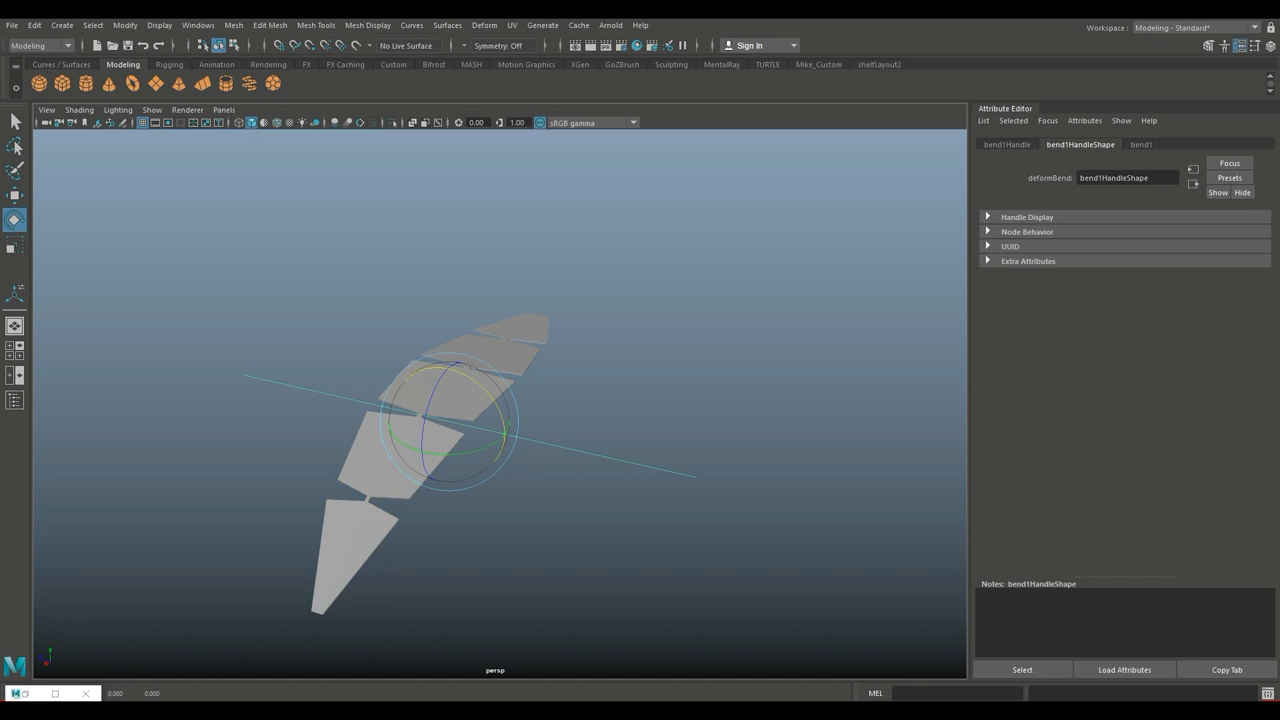 File Edit Create Select Modify Display Windows Mesh Edit Mesh Mesh Tools Mesh Display Curves Surfaces Deform UV Generate Cache Arnold Help
Workspace : Modeling - Standard*
Modeling No Live Surface Symmetry: Off Sign In
Curves / Surfaces Modeling Rigging Animation Rendering FX FX Caching Custom Bifrost MASH Motion Graphics XGen GoZBrush Sculpting MentalRay TURTLE Mike_Custom shelfLayout2
View Shading Lighting Show Renderer Panels
0.00 1.00 sRGB gamma
Attribute Editor
List Selected Focus Attributes Show Help
bend1Handle bend1HandleShape bend1
Focus
deformBend: bend1HandleShape Presets
Show Hide
Handle Display
Node Behavior
UUID
Extra Attributes
Notes: bend1HandleShape
persp
Select Load Attributes Copy Tab
0.000 0.000 MEL